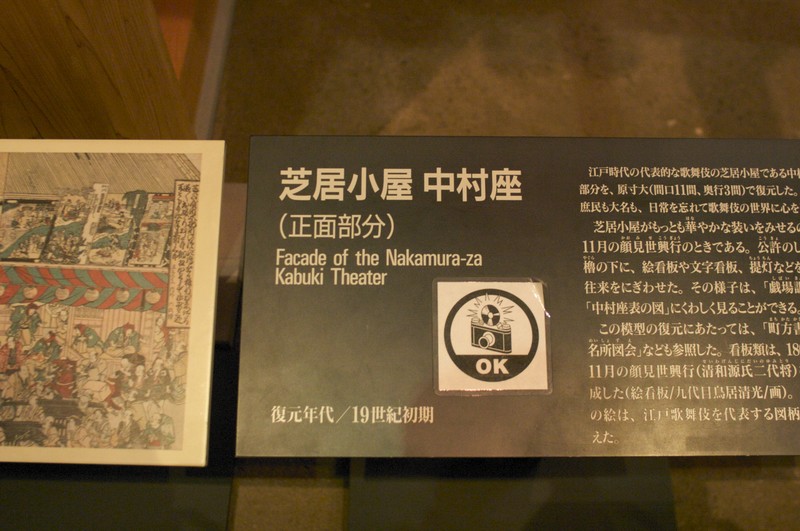 芝居小屋 中村座
（正面部分）
Facade of the Nakamura-za
Kabuki Theater
OK
復元年代／19世紀初期
江戸時代の代表的な歌舞伎の芝居小屋である中村
部分を、原寸大(間口11間、奥行3間)で復元した。
庶民も大名も、日常を忘れて歌舞伎の世界に心を
芝居小屋がもっとも華やかな装いをみせるの
11月の顔見世興行のときである。公許のし
櫓の下に、絵看板や文字看板、提灯などを
往来をにぎわせた。その様子は、「戯場
「中村座表の図」にくわしく見ることができる。
この模型の復元にあたっては、「町方書
名所図会」なども参照した。看板類は、18
11月の顔見世興行(清和源氏二代将)を
成した(絵看板/九代目鳥居清光/画)。
の絵は、江戸歌舞伎を代表する図柄
えた。